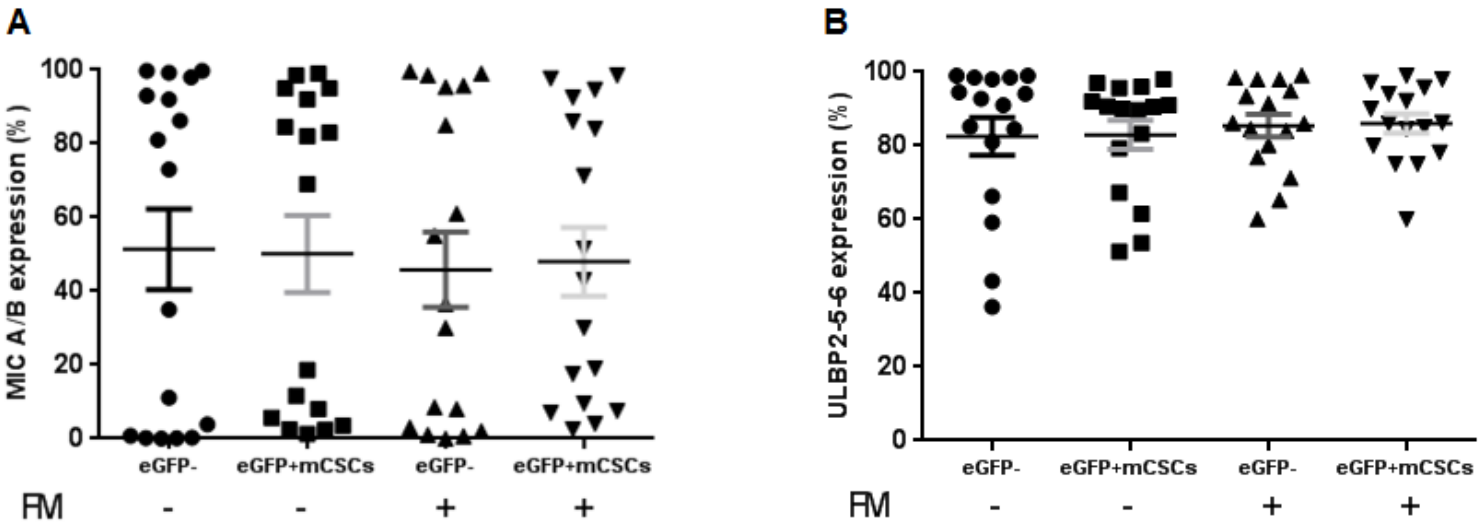 A
MIC A/B expression (%)
100
80
60
40
20
0
eGFP- eGFP+mCSCs eGFP- eGFP+mCSCs
FM - - + +
B
ULBP2-5-6 expression (%)
100
80
60
40
20
0
eGFP- eGFP+mCSCs eGFP- eGFP+mCSCs
FM - - + +